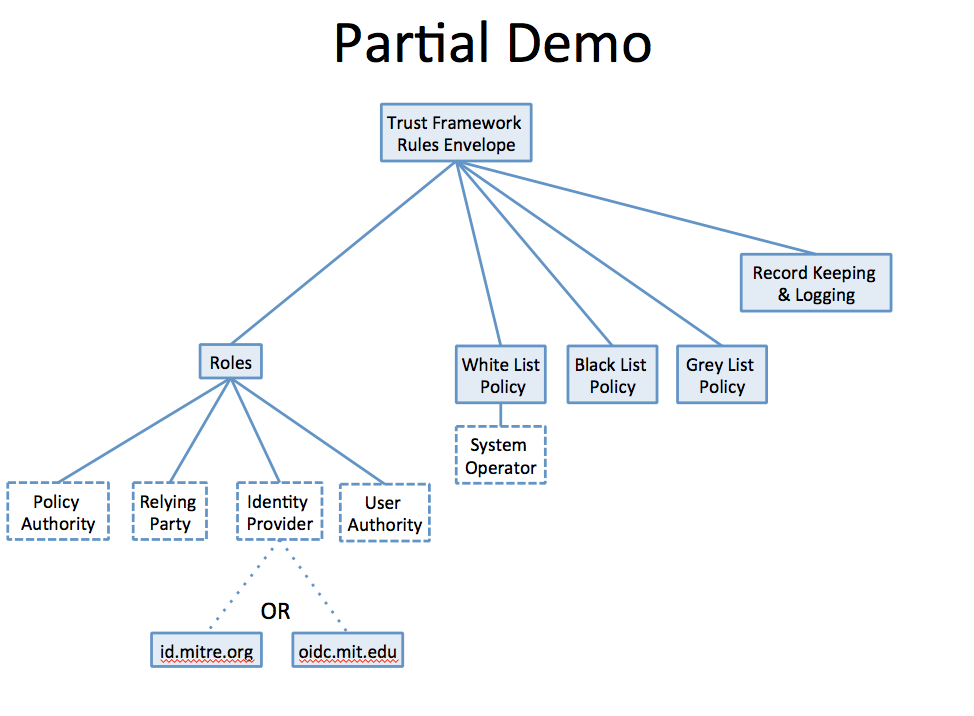 Partial Demo
Trust Framework
Rules Envelope
Record Keeping
& Logging
Roles
White List
Policy
Black List
Policy
Grey List
Policy
System
Operator
Policy
Authority
Relying
Party
Identity
Provider
User
Authority
OR
id.mitre.org
oidc.mit.edu